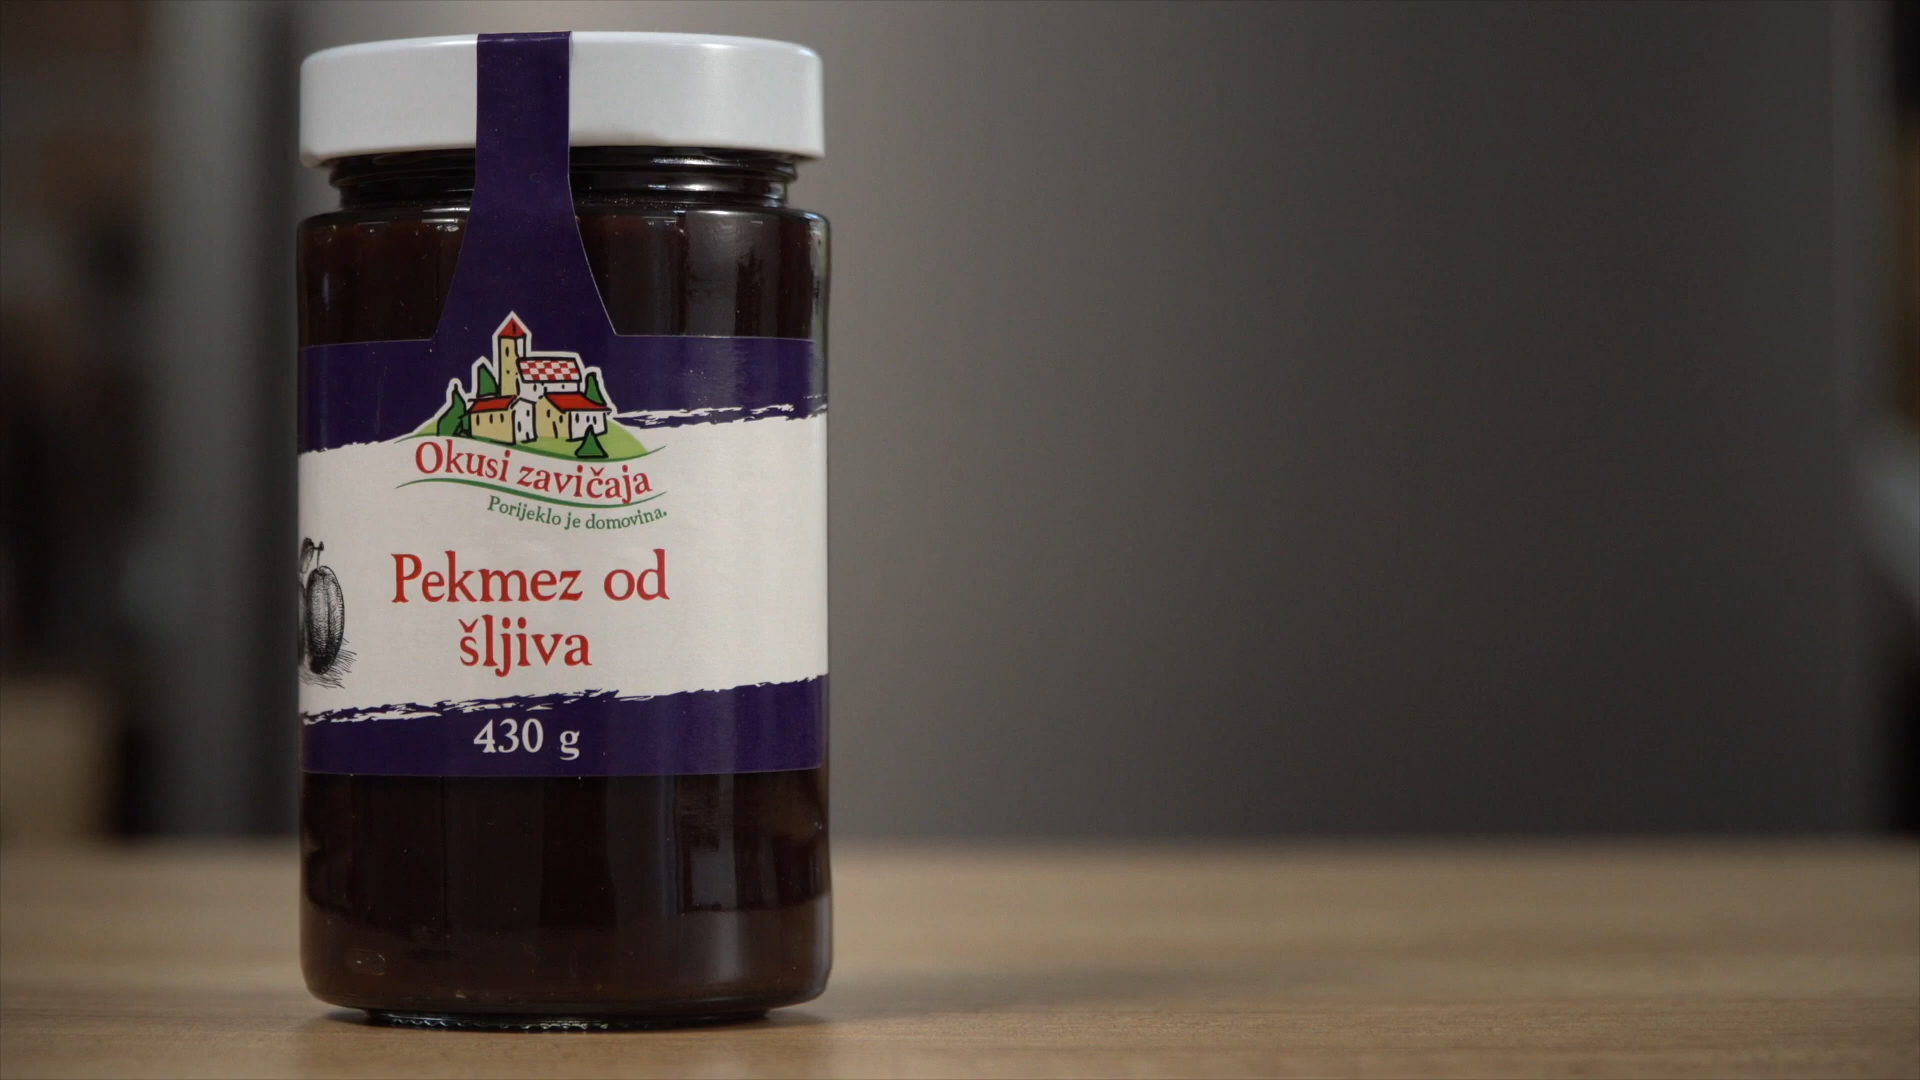 Okusi zavičaja
Porijeklo je domovina.
Pekmez od
šljiva
430 g